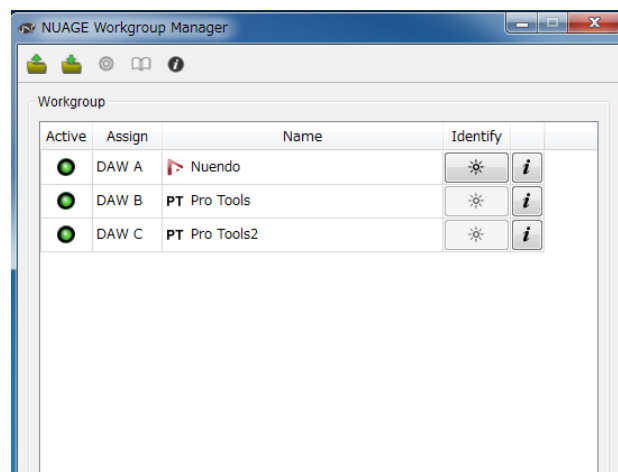 NUAGE Workgroup Manager
Workgroup
Active Assign Name Identify
DAW A Nuendo i
DAW B PT Pro Tools i
DAW C PT Pro Tools2 i